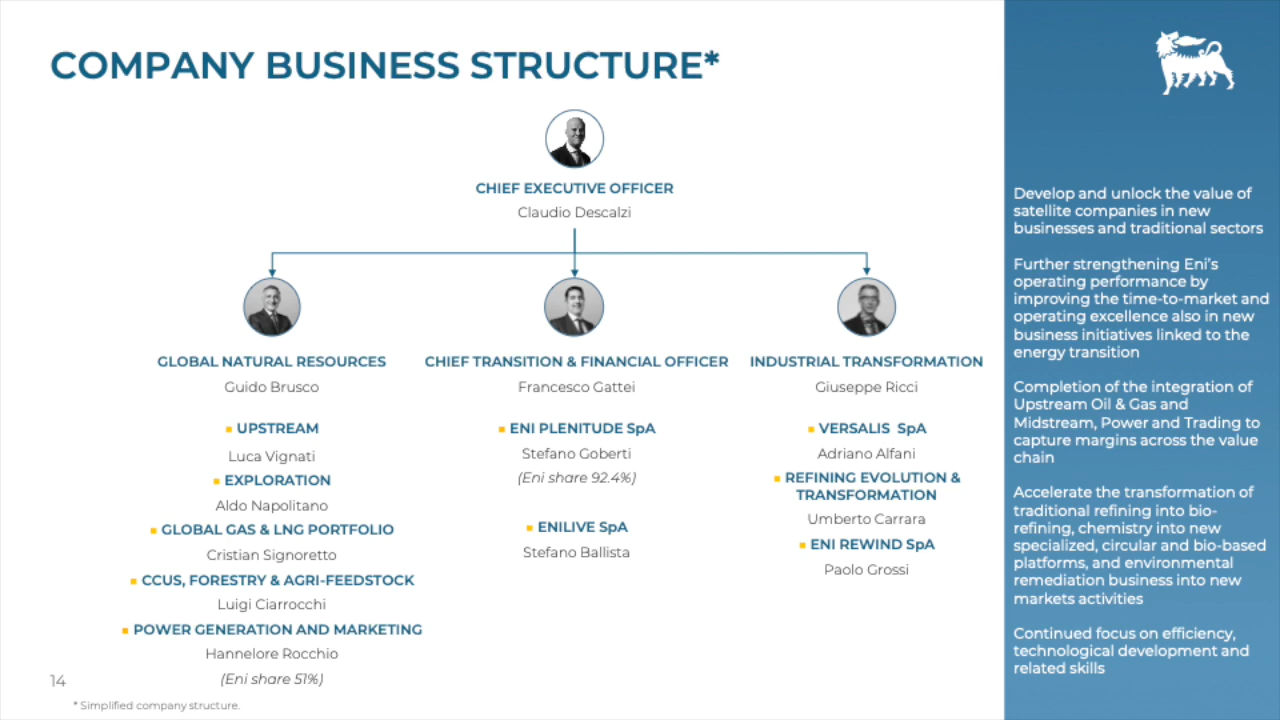 COMPANY BUSINESS STRUCTURE*
CHIEF EXECUTIVE OFFICER
Claudio Descalzi
GLOBAL NATURAL RESOURCES
Guido Brusco
UPSTREAM
Luca Vignati
EXPLORATION
Aldo Napolitano
GLOBAL GAS & LNG PORTFOLIO
Cristian Signoretto
CCUS, FORESTRY & AGRI-FEEDSTOCK
Luigi Ciarrocchi
POWER GENERATION AND MARKETING
Hannelore Rocchio
(Eni share 51%)
CHIEF TRANSITION & FINANCIAL OFFICER
Francesco Gattei
ENI PLENITUDE SpA
Stefano Goberti
(Eni share 92.4%)
ENILIVE SpA
Stefano Ballista
INDUSTRIAL TRANSFORMATION
Giuseppe Ricci
VERSALIS SpA
Adriano Alfani
REFINING EVOLUTION &
TRANSFORMATION
Umberto Carrara
ENI REWIND SpA
Paolo Grossi
Develop and unlock the value of
satellite companies in new
businesses and traditional sectors
Further strengthening Eni's
operating performance by
improving the time-to-market and
operating excellence also in new
business initiatives linked to the
energy transition
Completion of the integration of
Upstream Oil & Gas and
Midstream, Power and Trading to
capture margins across the value
chain
Accelerate the transformation of
traditional refining into bio-
refining, chemistry into new
specialized, circular and bio-based
platforms, and environmental
remediation business into new
markets activities
Continued focus on efficiency,
technological development and
related skills
14
* Simplified company structure.